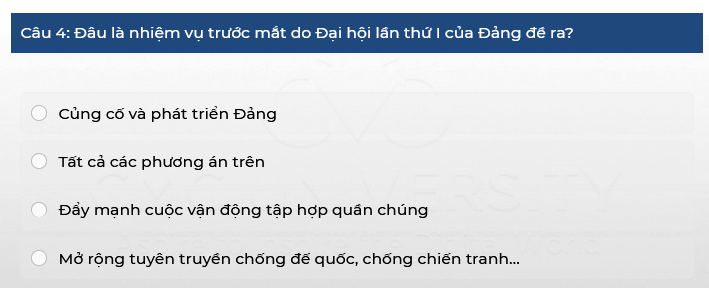 Câu 4: Đâu là nhiệm vụ trước mắt do Đại hội lần thứ I của Đảng đề ra?
Củng cố và phát triển Đảng
Tất cả các phương án trên
Đẩy mạnh cuộc vận động tập hợp quần chúng
Mở rộng tuyên truyền chống đế quốc, chống chiến tranh...